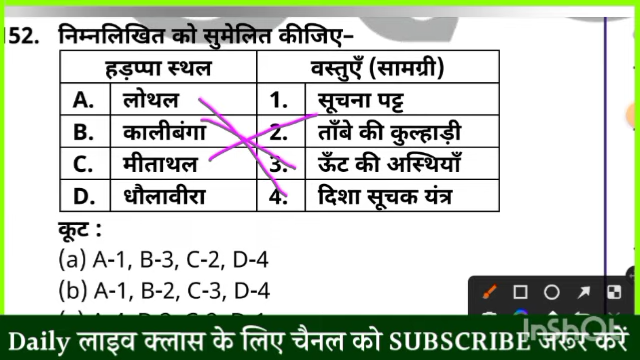 152. निम्नलिखित को सुमेलित कीजिए–
हड़प्पा स्थल वस्तुएँ (सामग्री)
A. लोथल 1. सूचना पट्ट
B. कालीबंगा 2. ताँबे की कुल्हाड़ी
C. मीताथल 3. ऊँट की अस्थियाँ
D. धौलावीरा 4. दिशा सूचक यंत्र
कूट :
(a) A-1, B-3, C-2, D-4
(b) A-1, B-2, C-3, D-4
InShOt
Daily लाइव क्लास के लिए चैनल को SUBSCRIBE जरूर करें